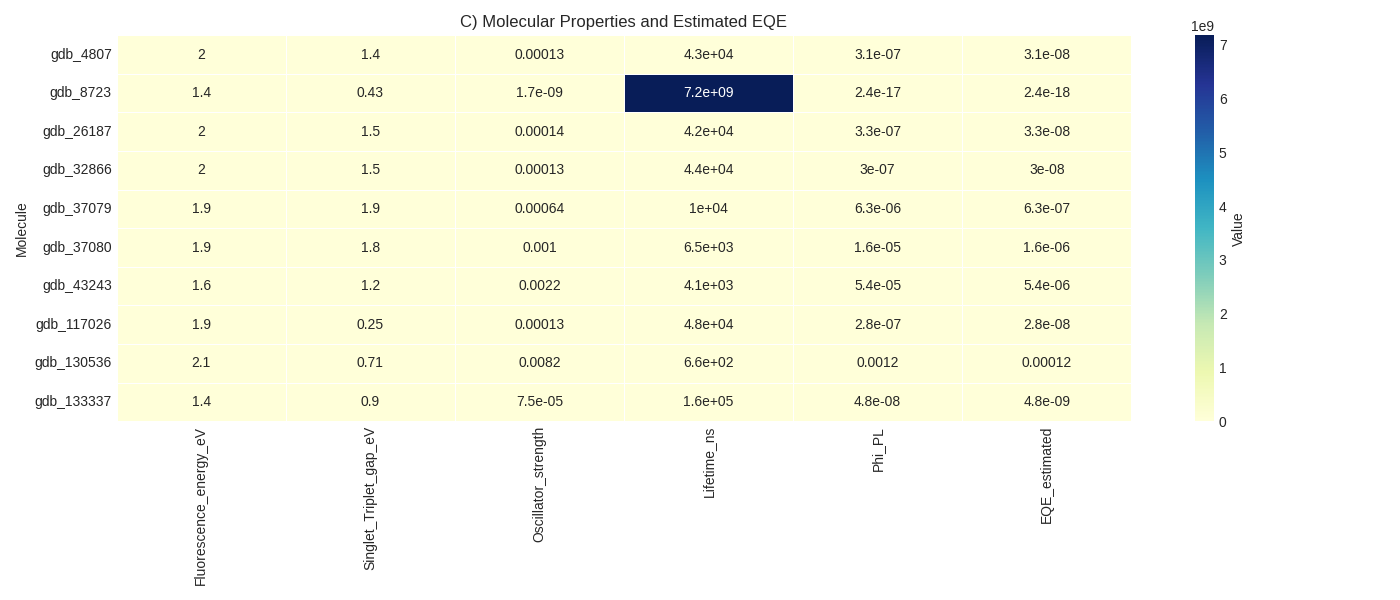 C) Molecular Properties and Estimated EQE
1e9
gdb_4807 2 1.4 0.00013 4.3e+04 3.1e-07 3.1e-08
gdb_8723 1.4 0.43 1.7e-09 7.2e+09 2.4e-17 2.4e-18
gdb_26187 2 1.5 0.00014 4.2e+04 3.3e-07 3.3e-08
gdb_32866 2 1.5 0.00013 4.4e+04 3e-07 3e-08
gdb_37079 1.9 1.9 0.00064 1e+04 6.3e-06 6.3e-07
gdb_37080 1.9 1.8 0.001 6.5e+03 1.6e-05 1.6e-06
gdb_43243 1.6 1.2 0.0022 4.1e+03 5.4e-05 5.4e-06
gdb_117026 1.9 0.25 0.00013 4.8e+04 2.8e-07 2.8e-08
gdb_130536 2.1 0.71 0.0082 6.6e+02 0.0012 0.00012
gdb_133337 1.4 0.9 7.5e-05 1.6e+05 4.8e-08 4.8e-09
Molecule
Fluorescence_energy_eV
Singlet_Triplet_gap_eV
Oscillator_strength
Lifetime_ns
Phi_PL
EQE_estimated
7
6
5
4
3
2
1
0
Value